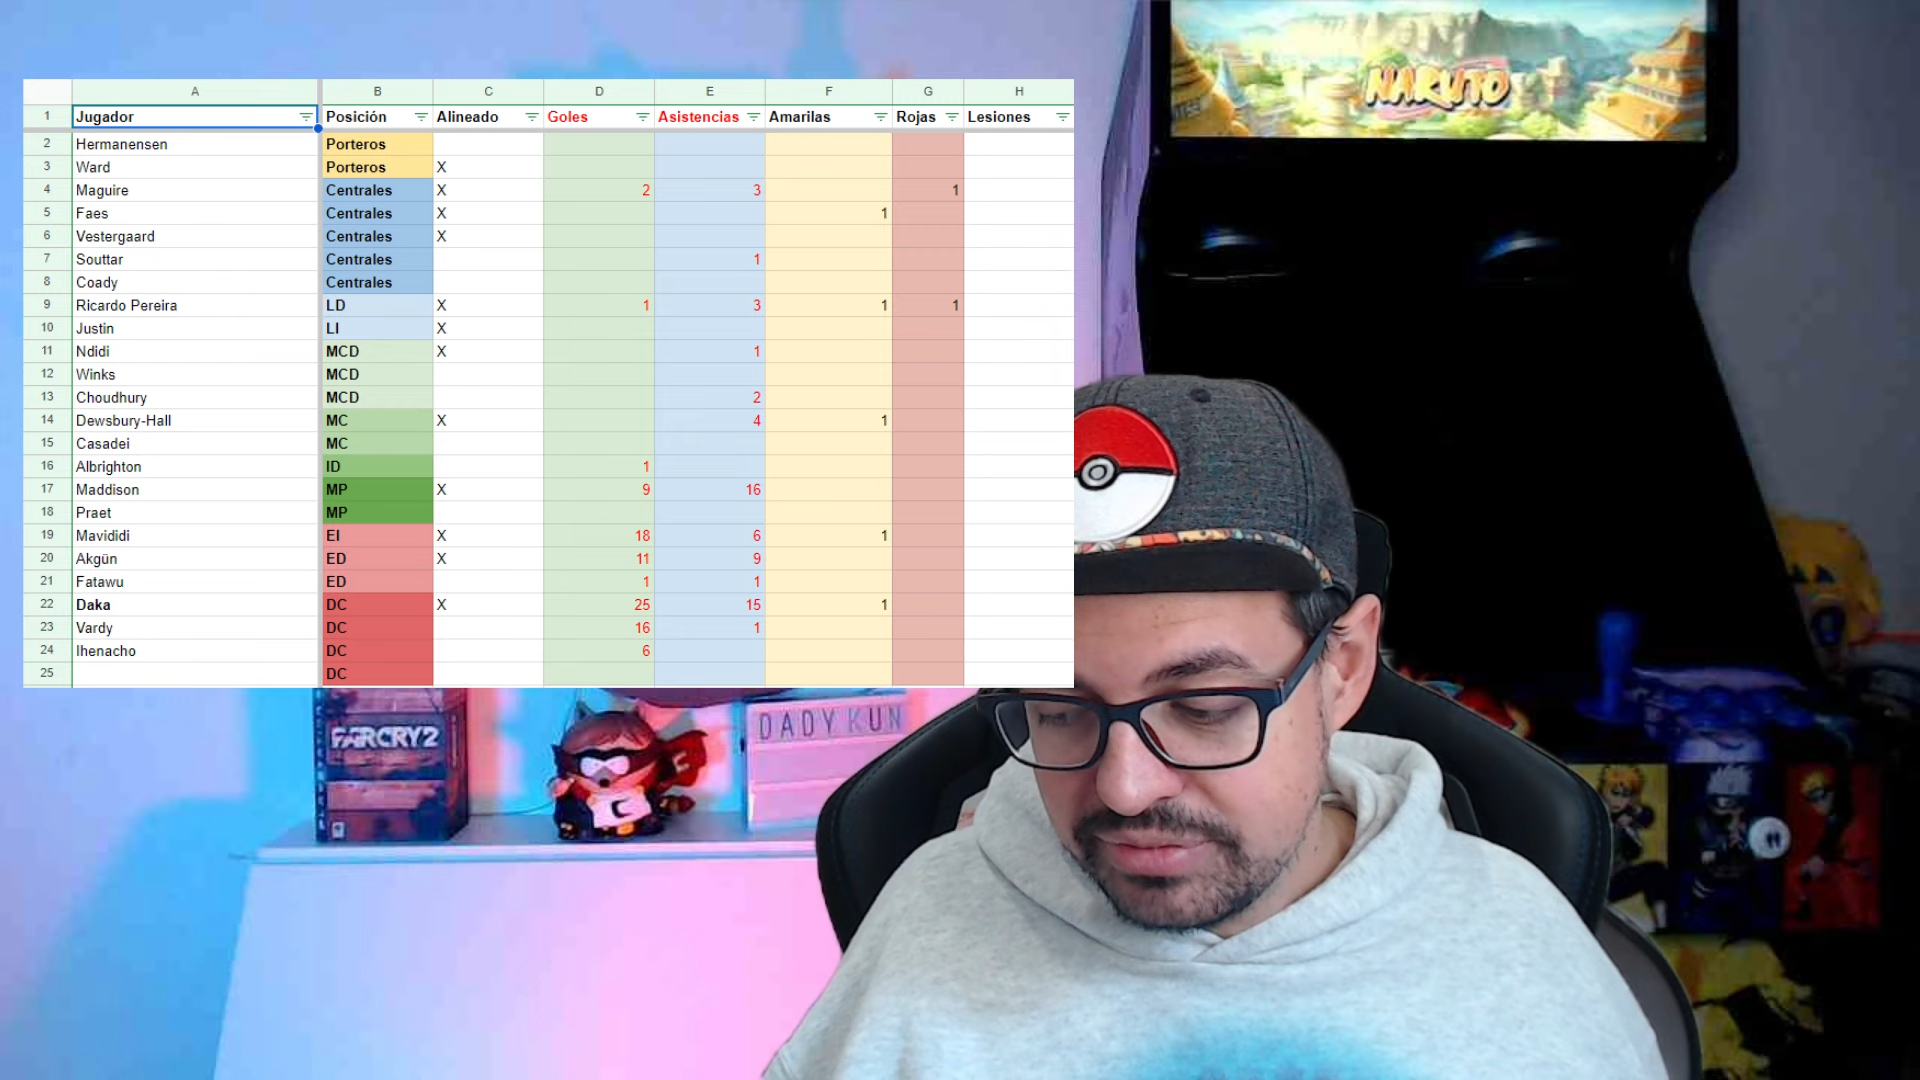 A B C D E F G H
1 Jugador Posición Alineado Goles Asistencias Amarilas Rojas Lesiones
2 Hermanensen Porteros
3 Ward Porteros X
4 Maguire Centrales X 2 3 1
5 Faes Centrales X 1
6 Vestergaard Centrales X
7 Souttar Centrales 1
8 Coady Centrales
9 Ricardo Pereira LD X 1 3 1 1
10 Justin LI X
11 Ndidi MCD X 1
12 Winks MCD
13 Choudhury MCD 2
14 Dewsbury-Hall MC X 4 1
15 Casadei MC
16 Albrighton ID 1
17 Maddison MP X 9 16
18 Praet MP
19 Mavididi EI X 18 6 1
20 Akgün ED X 11 9
21 Fatawu ED 1 1
22 Daka DC X 25 15 1
23 Vardy DC 16 1
24 Ihenacho DC 6
25 DC
NARUTO
FARCRY2
DADY KUN